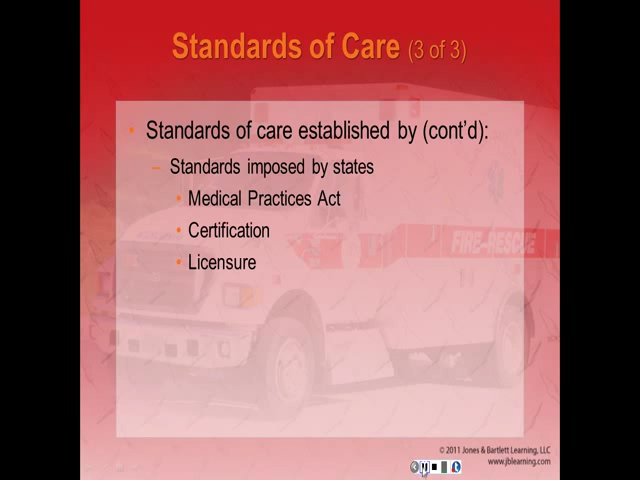 Standards of Care (3 of 3)
• Standards of care established by (cont'd):
– Standards imposed by states
• Medical Practices Act
• Certification
• Licensure
FIRE-RESCUE
© 2011 Jones & Bartlett Learning, LLC
www.jblearning.com